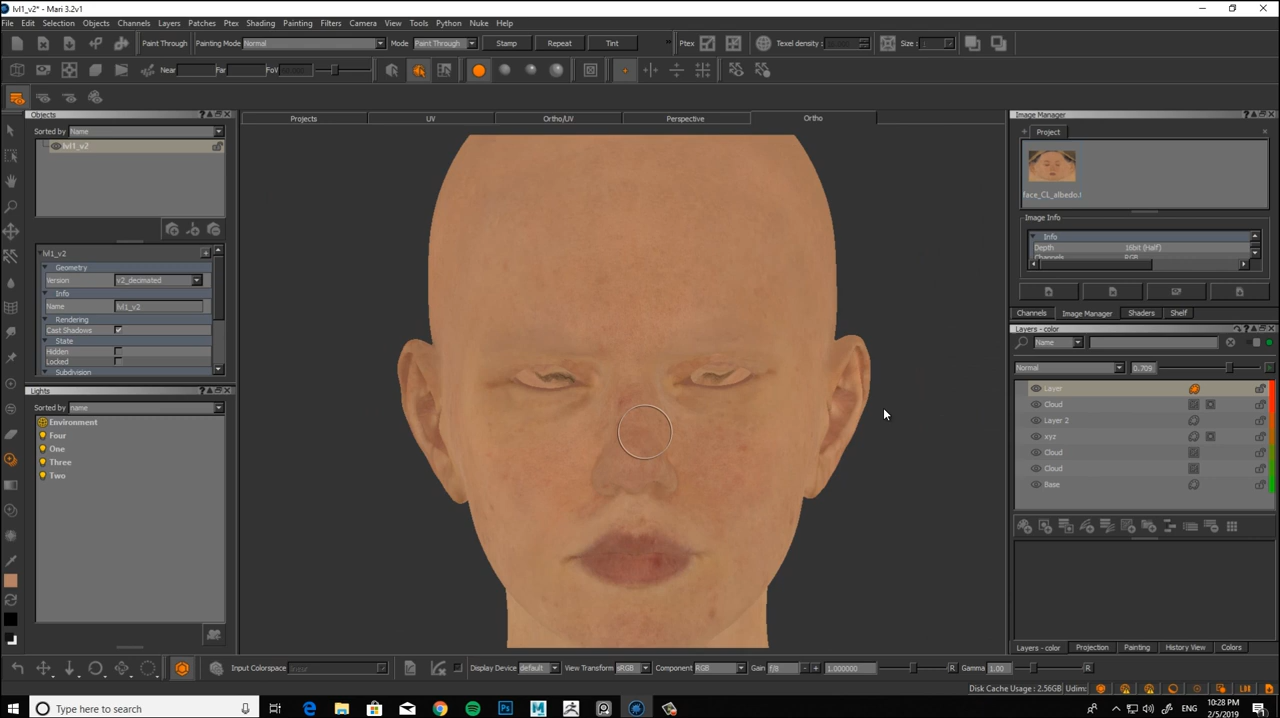 lvl1_v2* - Mari 3.2v1
File Edit Selection Objects Channels Layers Patches Ptex Shading Painting Filters Camera View Tools Python Nuke Help
Paint Through Painting Mode Normal Mode Paint Through Stamp Repeat Tint Ptex Texel density : Size :
Near Far FoV
Objects
Sorted by Name
lvl1_v2
lvl1_v2
Geometry
Version v2_decimated
Info
Name lvl1_v2
Rendering
Cast Shadows
State
Hidden
Locked
Subdivision
Lights
Sorted by name
Environment
Four
One
Three
Two
Projects UV Ortho/UV Perspective Ortho
Image Manager
Project
face_CL_albedo.
Image Info
Info
Depth 16bit (Half)
Channels RGB
Channels Image Manager Shaders Shelf
Layers - color
Name
Normal 0.709
Layer
Cloud
Layer 2
xyz
Cloud
Cloud
Base
Layers - color Projection Painting History View Colors
Input Colorspace linear Display Device default View Transform sRGB Component RGB Gain f/8 1.000000 R Gamma 1.00 R
Disk Cache Usage : 2.56GB Udim:
Type here to search
Ps
ENG
10:28 PM
2/5/2019